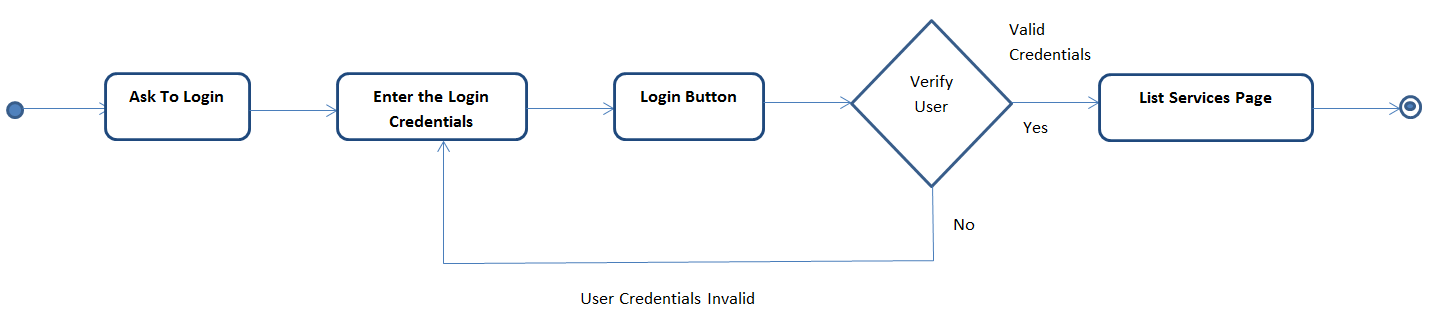 Ask To Login
Enter the Login
Credentials
Login Button
Verify
User
Valid
Credentials
Yes
List Services Page
No
User Credentials Invalid